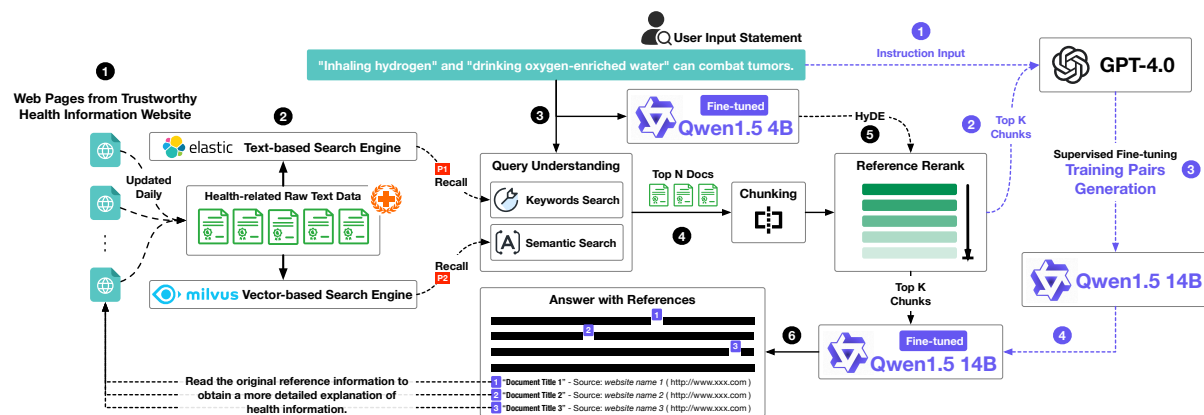 User Input Statement
"Inhaling hydrogen" and "drinking oxygen-enriched water" can combat tumors.
1
Instruction Input
GPT-4.0
1
Web Pages from Trustworthy
Health Information Website
2
elastic Text-based Search Engine
Updated
Daily
Health-related Raw Text Data
milvus Vector-based Search Engine
P1
Recall
Recall
P2
3
Fine-tuned
Qwen1.5 4B
HyDE
5
Query Understanding
Keywords Search
Semantic Search
Top N Docs
4
Chunking
Reference Rerank
2
Top K
Chunks
Supervised Fine-tuning
Training Pairs
Generation
3
Qwen1.5 14B
4
Top K
Chunks
Fine-tuned
Qwen1.5 14B
6
Answer with References
1
2
3
1 "Document Title 1" - Source: website name 1 ( http://www.xxx.com )
2 "Document Title 2" - Source: website name 2 ( http://www.xxx.com )
3 "Document Title 3" - Source: website name 3 ( http://www.xxx.com )
Read the original reference information to
obtain a more detailed explanation of
health information.